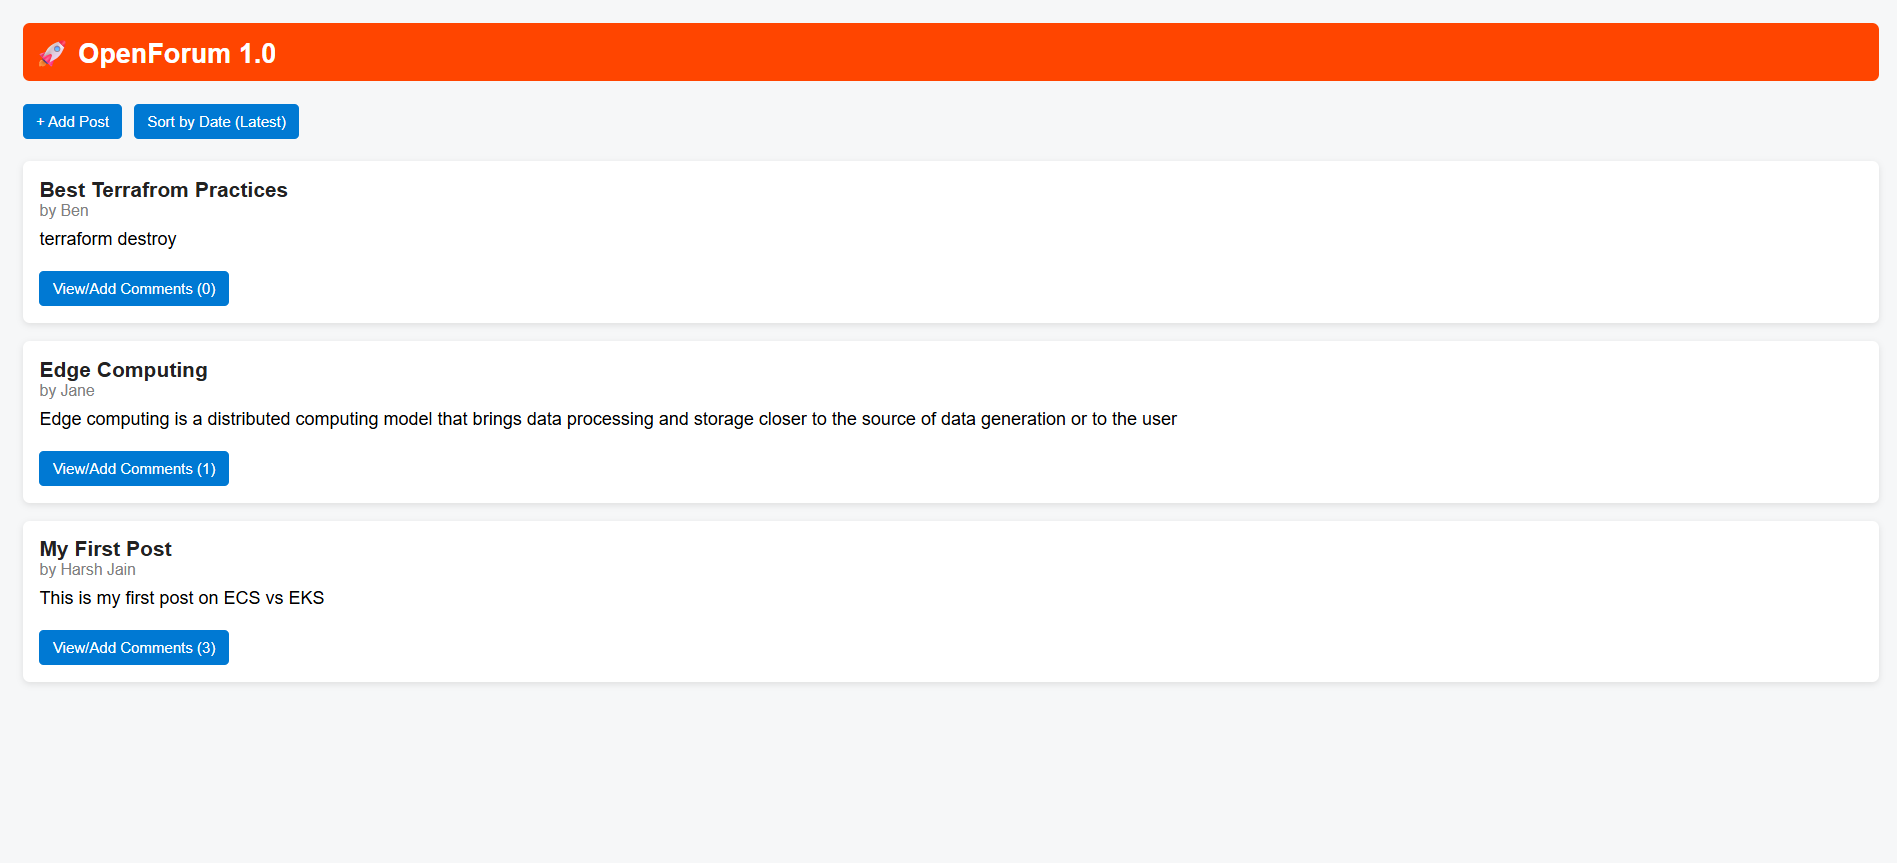 🚀 OpenForum 1.0
+ Add Post
Sort by Date (Latest)
Best Terrafrom Practices
by Ben
terraform destroy
View/Add Comments (0)
Edge Computing
by Jane
Edge computing is a distributed computing model that brings data processing and storage closer to the source of data generation or to the user
View/Add Comments (1)
My First Post
by Harsh Jain
This is my first post on ECS vs EKS
View/Add Comments (3)